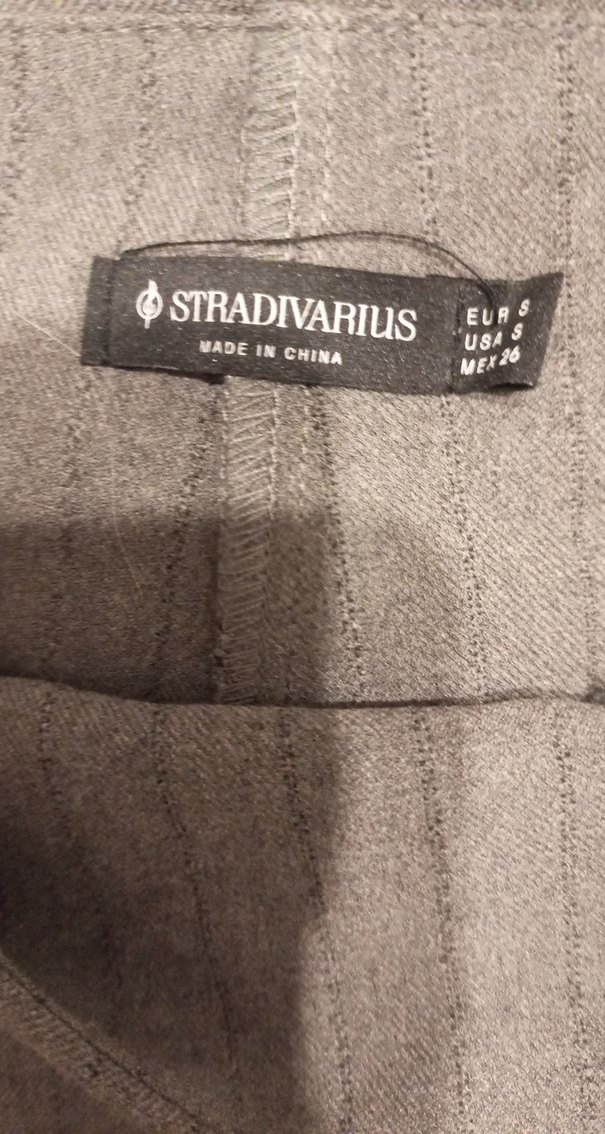 STRADIVARIUS
MADE IN CHINA
EUR S
USA S
MEX 26